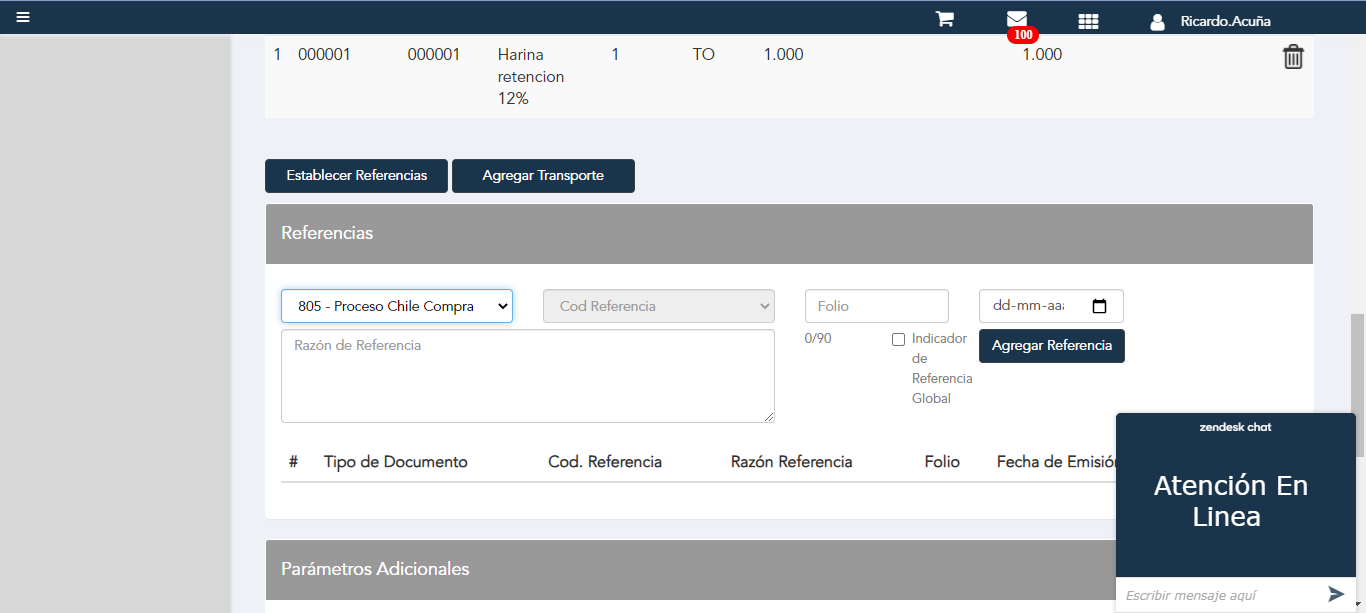 Ricardo.Acuña
100
1 000001 000001 Harina 1 TO 1.000 1.000
retencion
12%
Establecer Referencias Agregar Transporte
Referencias
805 - Proceso Chile Compra Cod Referencia Folio dd-mm-aa
Razón de Referencia 0/90 Indicador Agregar Referencia
de
Referencia
Global
zendesk chat
# Tipo de Documento Cod. Referencia Razón Referencia Folio Fecha de Emisión
Atención En
Linea
Parámetros Adicionales
Escribir mensaje aquí